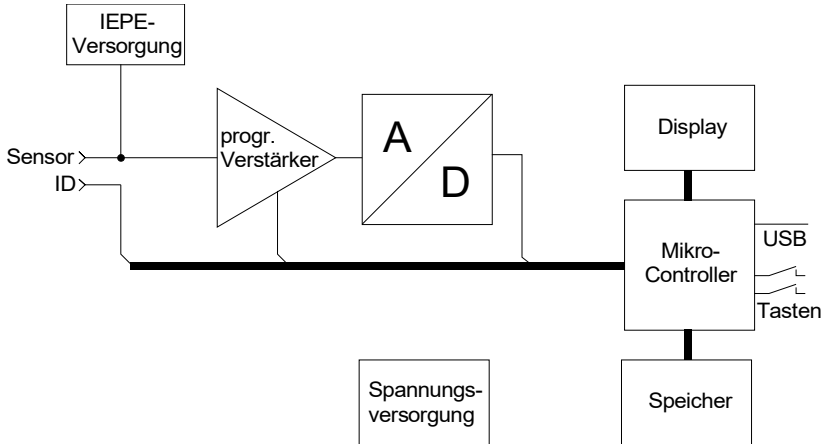 IEPE-
Versorgung
progr.
Verstärker
A
D
Sensor
ID
Display
Mikro-
Controller
USB
Tasten
Spannungs-
versorgung
Speicher